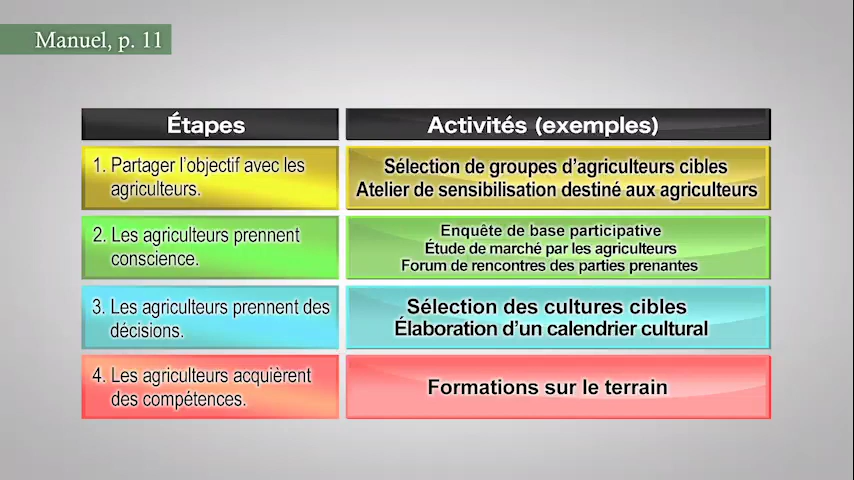 Manuel, p. 11
Étapes
Activités (exemples)
1. Partager l'objectif avec les
agriculteurs.
Sélection de groupes d'agriculteurs cibles
Atelier de sensibilisation destiné aux agriculteurs
2. Les agriculteurs prennent
conscience.
Enquête de base participative
Étude de marché par les agriculteurs
Forum de rencontres des parties prenantes
3. Les agriculteurs prennent des
décisions.
Sélection des cultures cibles
Élaboration d'un calendrier cultural
4. Les agriculteurs acquièrent
des compétences.
Formations sur le terrain